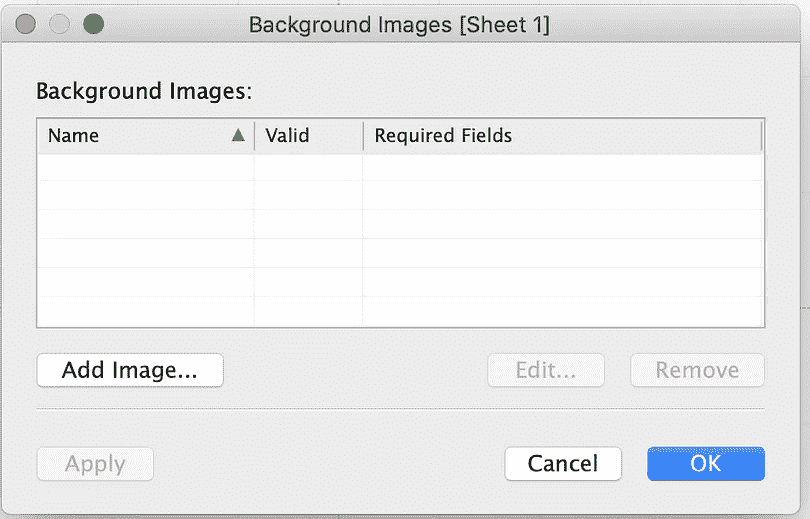 Background Images [Sheet 1]
Background Images:
Name Valid Required Fields
Add Image... Edit... Remove
Apply Cancel OK